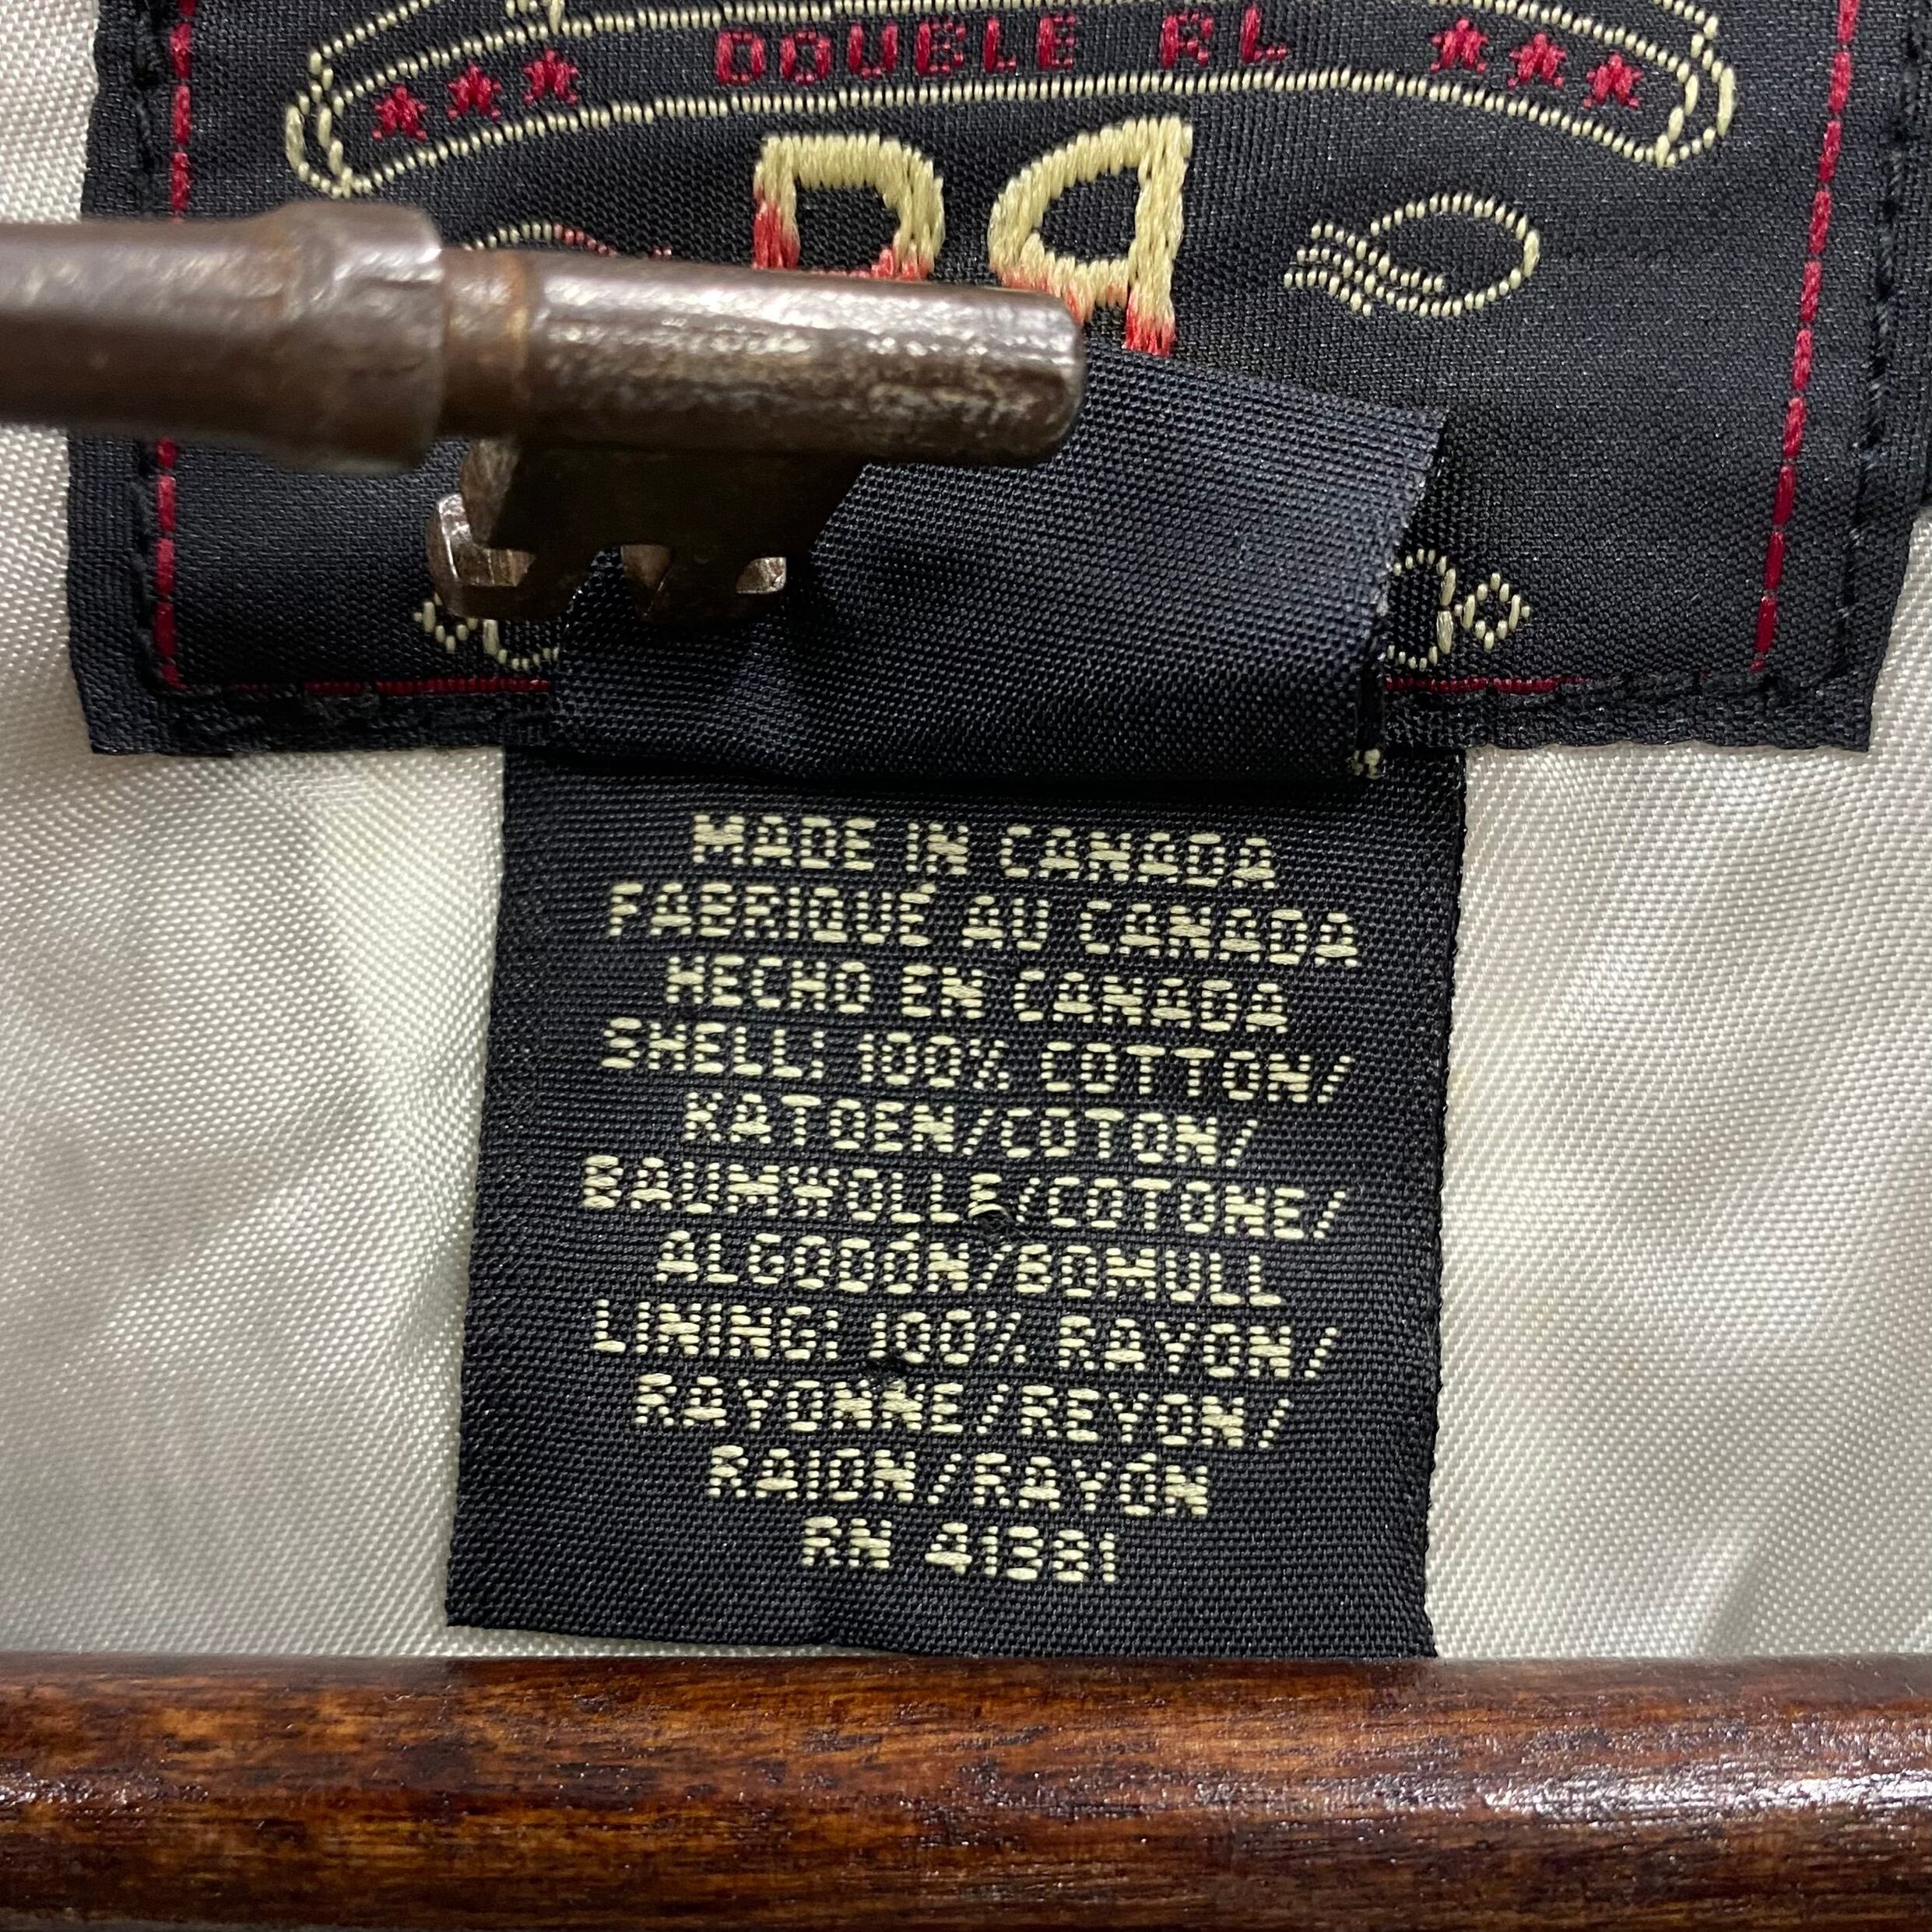 DOUBLE RL
MADE IN CANADA
FABRIQUÉ AU CANADA
HECHO EN CANADA
SHELL: 100% COTTON/
KATOEN/COTON/
BAUMWOLLE/COTONE/
ALGODÓN/BOMULL
LINING: 100% RAYON/
RAYONNE/REYON/
RAION/RAYÓN
RN 41381